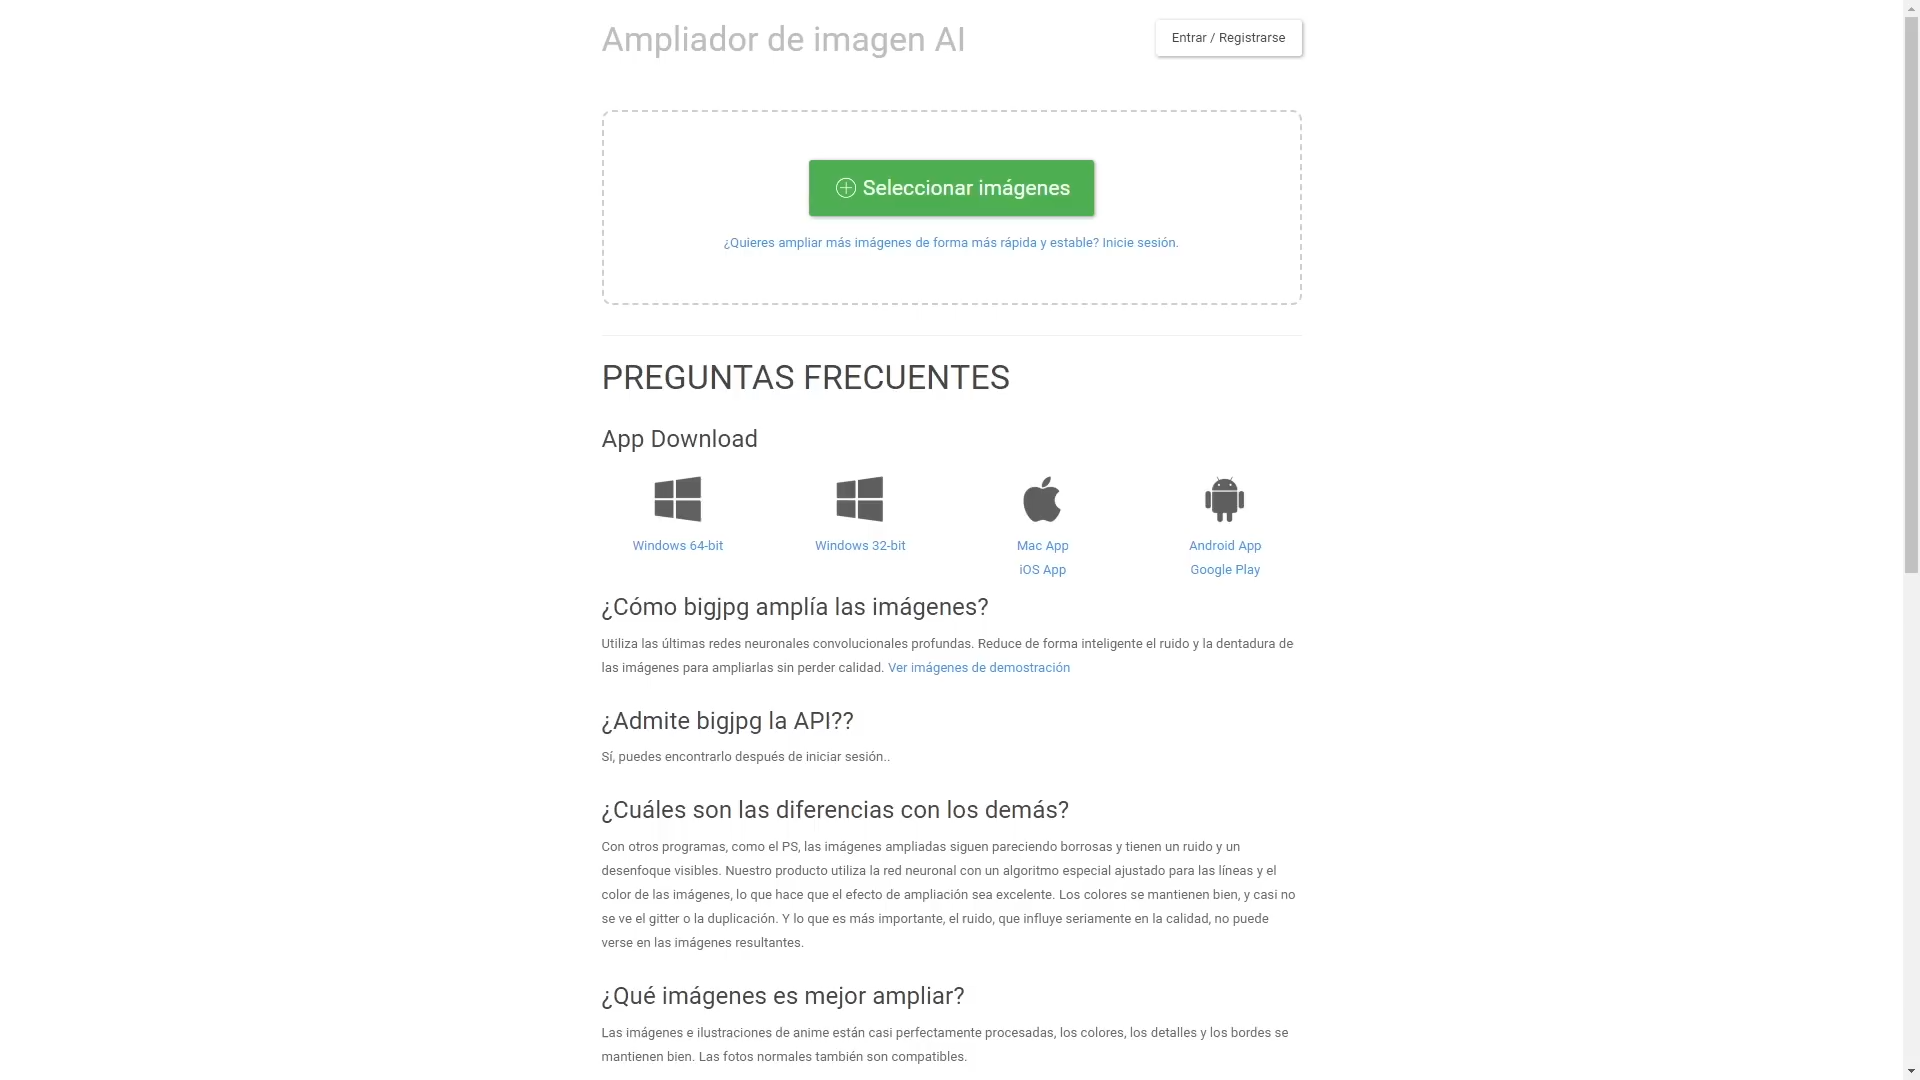 Ampliador de imagen AI
Entrar / Registrarse
Seleccionar imágenes
¿Quieres ampliar más imágenes de forma más rápida y estable? Inicie sesión.
PREGUNTAS FRECUENTES
App Download
Windows 64-bit
Windows 32-bit
Mac App
iOS App
Android App
Google Play
¿Cómo bigjpg amplía las imágenes?
Utiliza las últimas redes neuronales convolucionales profundas. Reduce de forma inteligente el ruido y la dentadura de
las imágenes para ampliarlas sin perder calidad. Ver imágenes de demostración
¿Admite bigjpg la API??
Sí, puedes encontrarlo después de iniciar sesión..
¿Cuáles son las diferencias con los demás?
Con otros programas, como el PS, las imágenes ampliadas siguen pareciendo borrosas y tienen un ruido y un
desenfoque visibles. Nuestro producto utiliza la red neuronal con un algoritmo especial ajustado para las líneas y el
color de las imágenes, lo que hace que el efecto de ampliación sea excelente. Los colores se mantienen bien, y casi no
se ve el gitter o la duplicación. Y lo que es más importante, el ruido, que influye seriamente en la calidad, no puede
verse en las imágenes resultantes.
¿Qué imágenes es mejor ampliar?
Las imágenes e ilustraciones de anime están casi perfectamente procesadas, los colores, los detalles y los bordes se
mantienen bien. Las fotos normales también son compatibles.